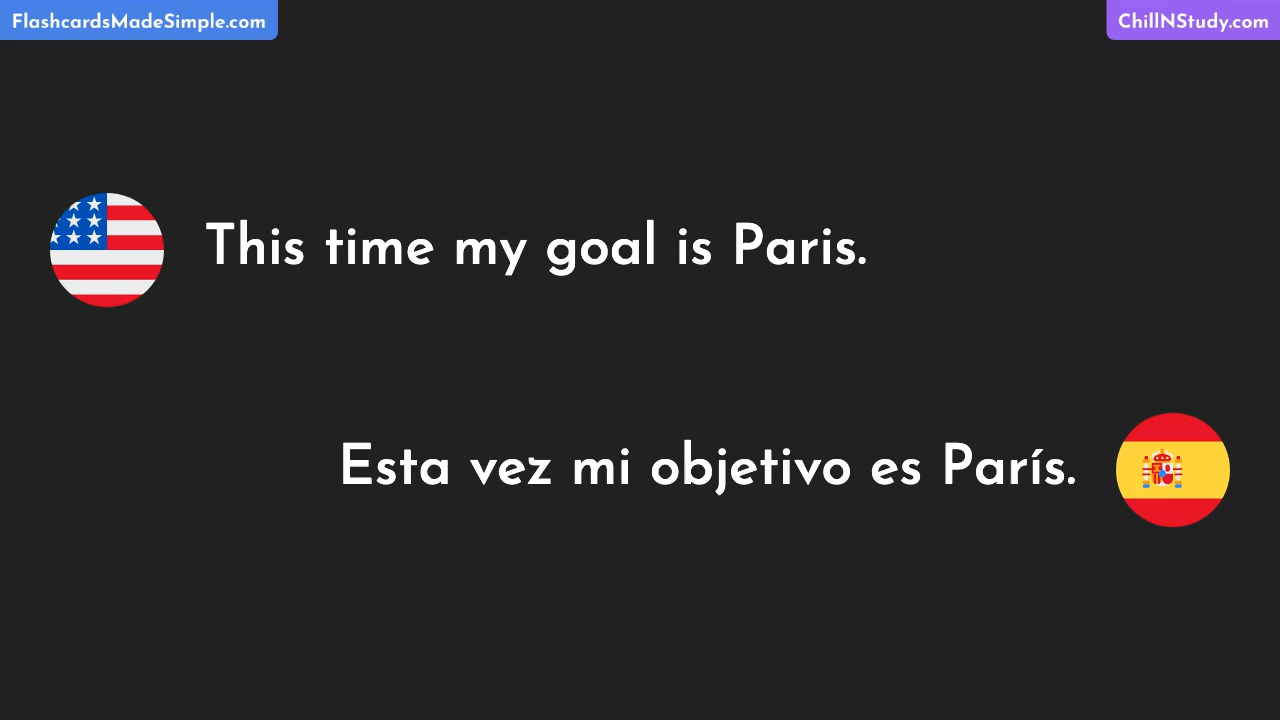 FlashcardsMadeSimple.com
ChillNStudy.com
This time my goal is Paris.
Esta vez mi objetivo es París.